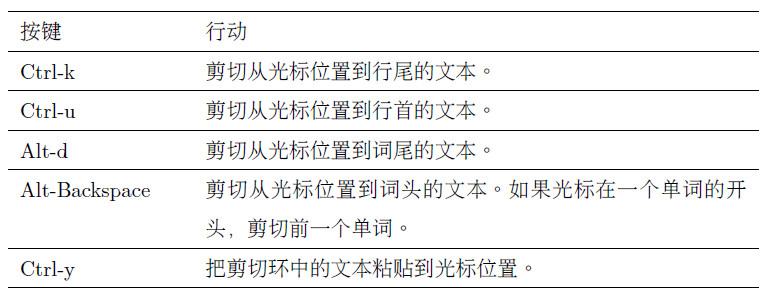 按键 行动
Ctrl-k 剪切从光标位置到行尾的文本。
Ctrl-u 剪切从光标位置到行首的文本。
Alt-d 剪切从光标位置到词尾的文本。
Alt-Backspace 剪切从光标位置到词头的文本。如果光标在一个单词的开
头，剪切前一个单词。
Ctrl-y 把剪切环中的文本粘贴到光标位置。